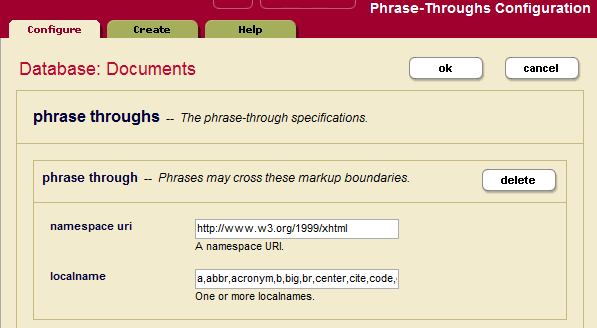 Phrase-Throughs Configuration
Configure Create Help
Database: Documents ok cancel
phrase throughs -- The phrase-through specifications.
phrase through -- Phrases may cross these markup boundaries. delete
namespace uri http://www.w3.org/1999/xhtml
A namespace URI.
localname a,abbr,acronym,b,big,br,center,cite,code,
One or more localnames.